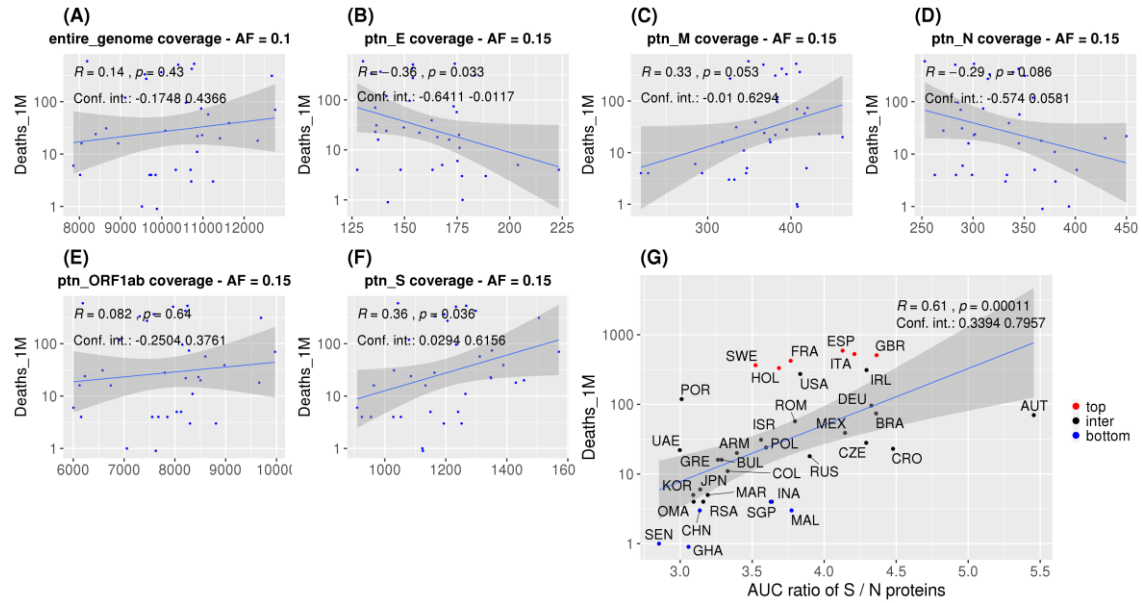 (A)
entire_genome coverage - AF = 0.1
R = 0.14 , p = 0.43
Conf. int.: -0.1748 0.4366
Deaths_1M
100
10
1
8000 9000 10000 11000 12000
(B)
ptn_E coverage - AF = 0.15
R = −0.36 , p = 0.033
Conf. int.: -0.6411 -0.0117
Deaths_1M
100
10
1
125 150 175 200 225
(C)
ptn_M coverage - AF = 0.15
R = 0.33 , p = 0.053
Conf. int.: -0.01 0.6294
Deaths_1M
100
10
1
300 400
(D)
ptn_N coverage - AF = 0.15
R = −0.29 , p = 0.086
Conf. int.: -0.574 0.0581
Deaths_1M
100
10
1
250 300 350 400 450
(E)
ptn_ORF1ab coverage - AF = 0.15
R = 0.082 , p = 0.64
Conf. int.: -0.2504 0.3761
Deaths_1M
100
10
1
6000 7000 8000 9000 10000
(F)
ptn_S coverage - AF = 0.15
R = 0.36 , p = 0.036
Conf. int.: 0.0294 0.6156
Deaths_1M
100
10
1
1000 1200 1400 160
(G)
R = 0.61 , p = 0.00011
Conf. int.: 0.3394 0.7957
Deaths_1M
1000
100
10
1
ESP
SWE FRA GBR
ITA
HOL
USA IRL
POR
DEU
ROM
AUT
MEX BRA
ISR
UAE ARM POL
CZE CRO
GRE BUL
COL RUS
KOR JPN
MAR INA
OMA RSA SGP MAL
CHN
SEN
GHA
3.0 3.5 4.0 4.5 5.0 5.5
AUC ratio of S / N proteins
top
inter
bottom